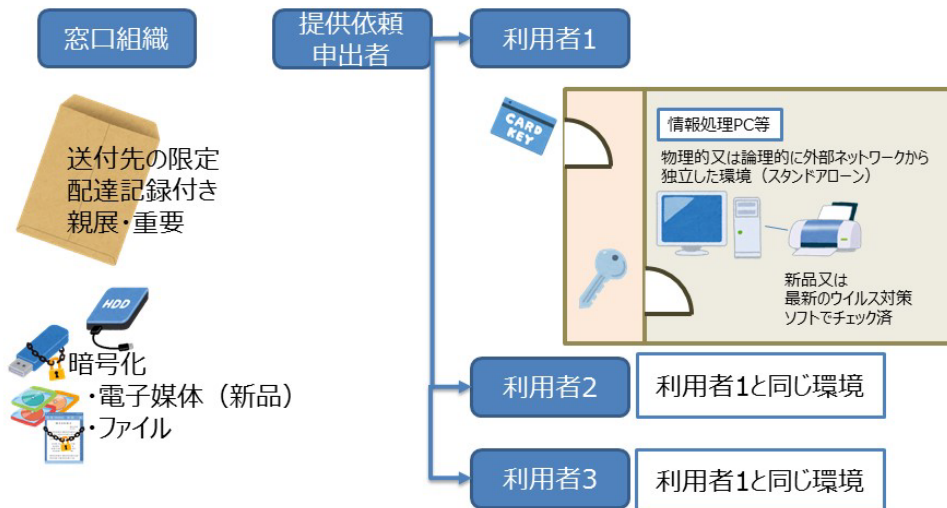 窓口組織
提供依頼
申出者
利用者1
送付先の限定
配達記録付き
親展・重要
CARD
KEY
情報処理PC等
物理的又は論理的に外部ネットワークから
独立した環境（スタンドアローン）
新品又は
最新のウイルス対策
ソフトでチェック済
HDD
暗号化
・電子媒体（新品）
・ファイル
利用者2
利用者1と同じ環境
利用者3
利用者1と同じ環境